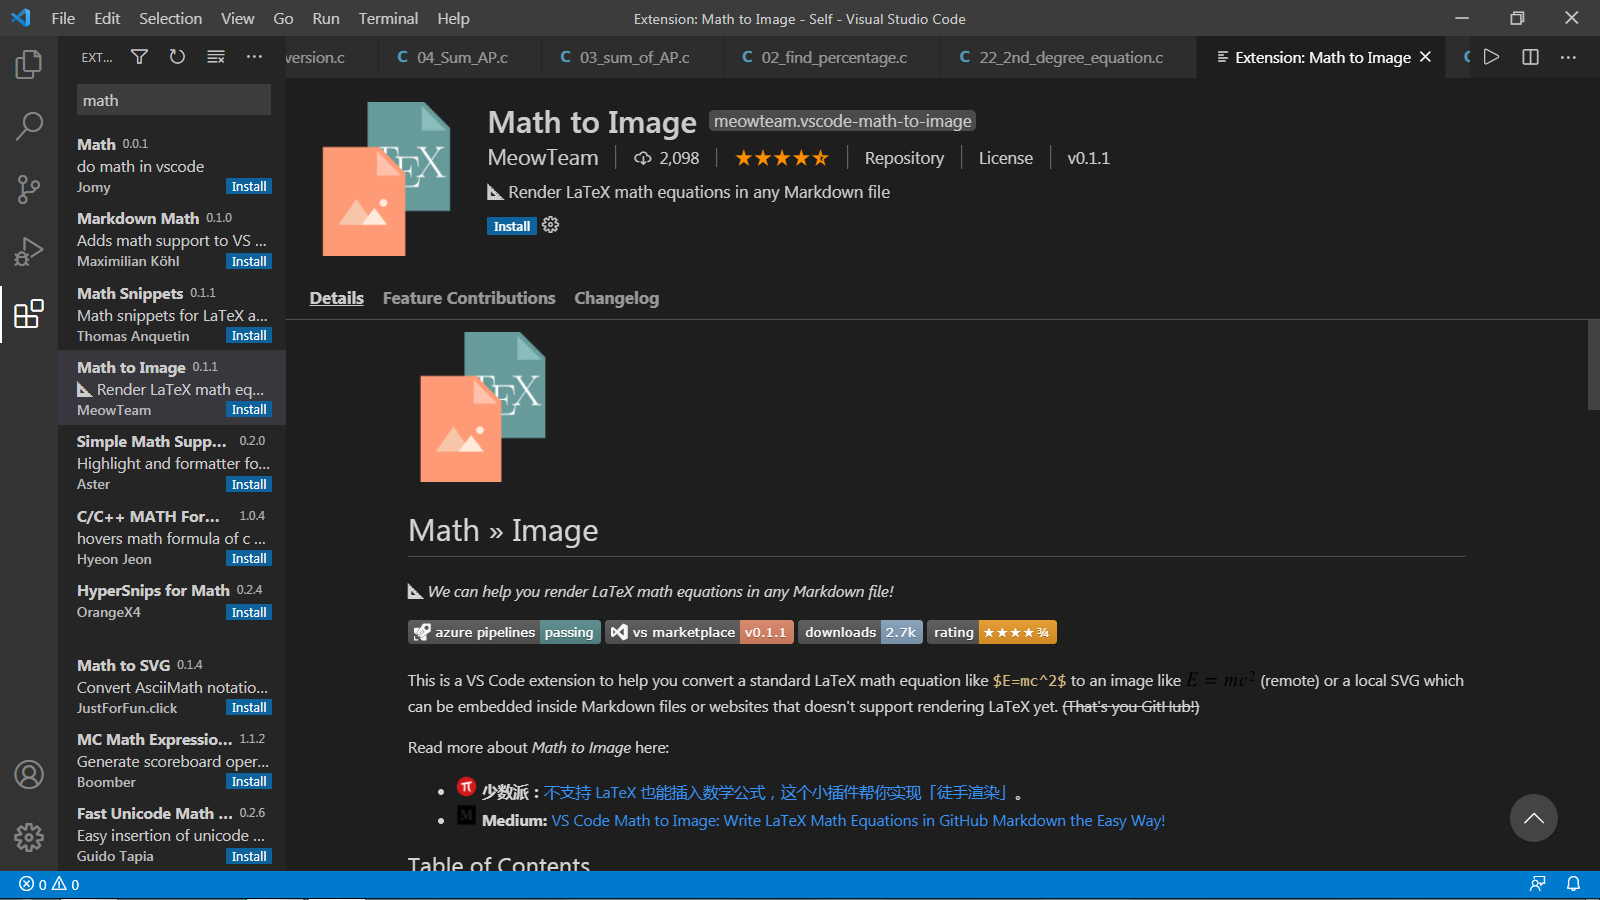 File Edit Selection View Go Run Terminal Help
Extension: Math to Image - Self - Visual Studio Code
EXT...
version.c
04_Sum_AP.c
03_sum_of_AP.c
02_find_percentage.c
22_2nd_degree_equation.c
Extension: Math to Image
math
Math 0.0.1
do math in vscode
Jomy Install
Markdown Math 0.1.0
Adds math support to VS ...
Maximilian Köhl Install
Math Snippets 0.1.1
Math snippets for LaTeX a...
Thomas Anquetin Install
Math to Image 0.1.1
Render LaTeX math eq...
MeowTeam Install
Simple Math Supp... 0.2.0
Highlight and formatter fo...
Aster Install
C/C++ MATH For... 1.0.4
hovers math formula of c ...
Hyeon Jeon Install
HyperSnips for Math 0.2.4
OrangeX4 Install
Math to SVG 0.1.4
Convert AsciiMath notatio...
JustForFun.click Install
MC Math Expressio... 1.1.2
Generate scoreboard oper...
Boomber Install
Fast Unicode Math ... 0.2.6
Easy insertion of unicode ...
Guido Tapia Install
Math to Image meowteam.vscode-math-to-image
MeowTeam 2,098 Repository License v0.1.1
Render LaTeX math equations in any Markdown file
Install
Details Feature Contributions Changelog
Math » Image
We can help you render LaTeX math equations in any Markdown file!
azure pipelines passing vs marketplace v0.1.1 downloads 2.7k rating ★★★★¾
This is a VS Code extension to help you convert a standard LaTeX math equation like $E=mc^2$ to an image like E = mc² (remote) or a local SVG which
can be embedded inside Markdown files or websites that doesn't support rendering LaTeX yet. (That's you GitHub!)
Read more about Math to Image here:
• π 少数派：不支持 LaTeX 也能插入数学公式，这个小插件帮你实现「徒手渲染」。
• M Medium: VS Code Math to Image: Write LaTeX Math Equations in GitHub Markdown the Easy Way!
Table of Contents
0 0